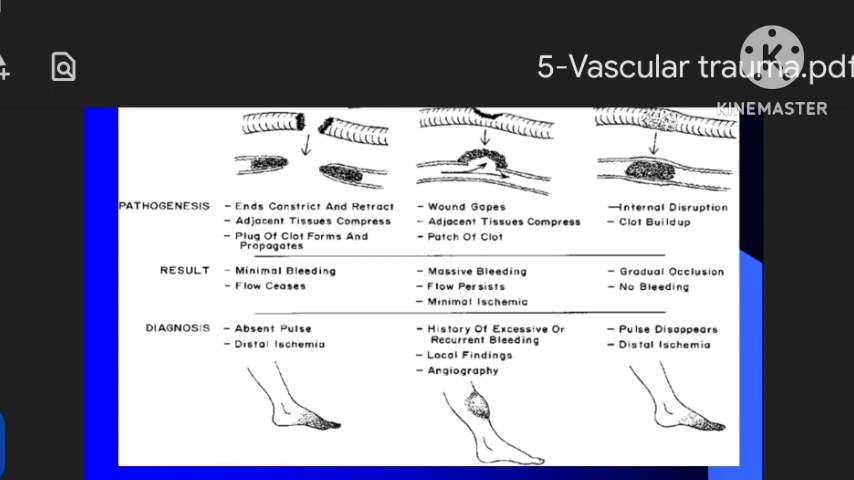 5-Vascular trauma.pdf
KINEMASTER
PATHOGENESIS
- Ends Constrict And Retract
- Adjacent Tissues Compress
- Plug Of Clot Forms And
Propagates
- Wound Gapes
- Adjacent Tissues Compress
- Patch Of Clot
- Internal Disruption
- Clot Buildup
RESULT
- Minimal Bleeding
- Flow Ceases
- Massive Bleeding
- Flow Persists
- Minimal Ischemia
- Gradual Occlusion
- No Bleeding
DIAGNOSIS
- Absent Pulse
- Distal Ischemia
- History Of Excessive Or
Recurrent Bleeding
- Local Findings
- Angiography
- Pulse Disappears
- Distal Ischemia